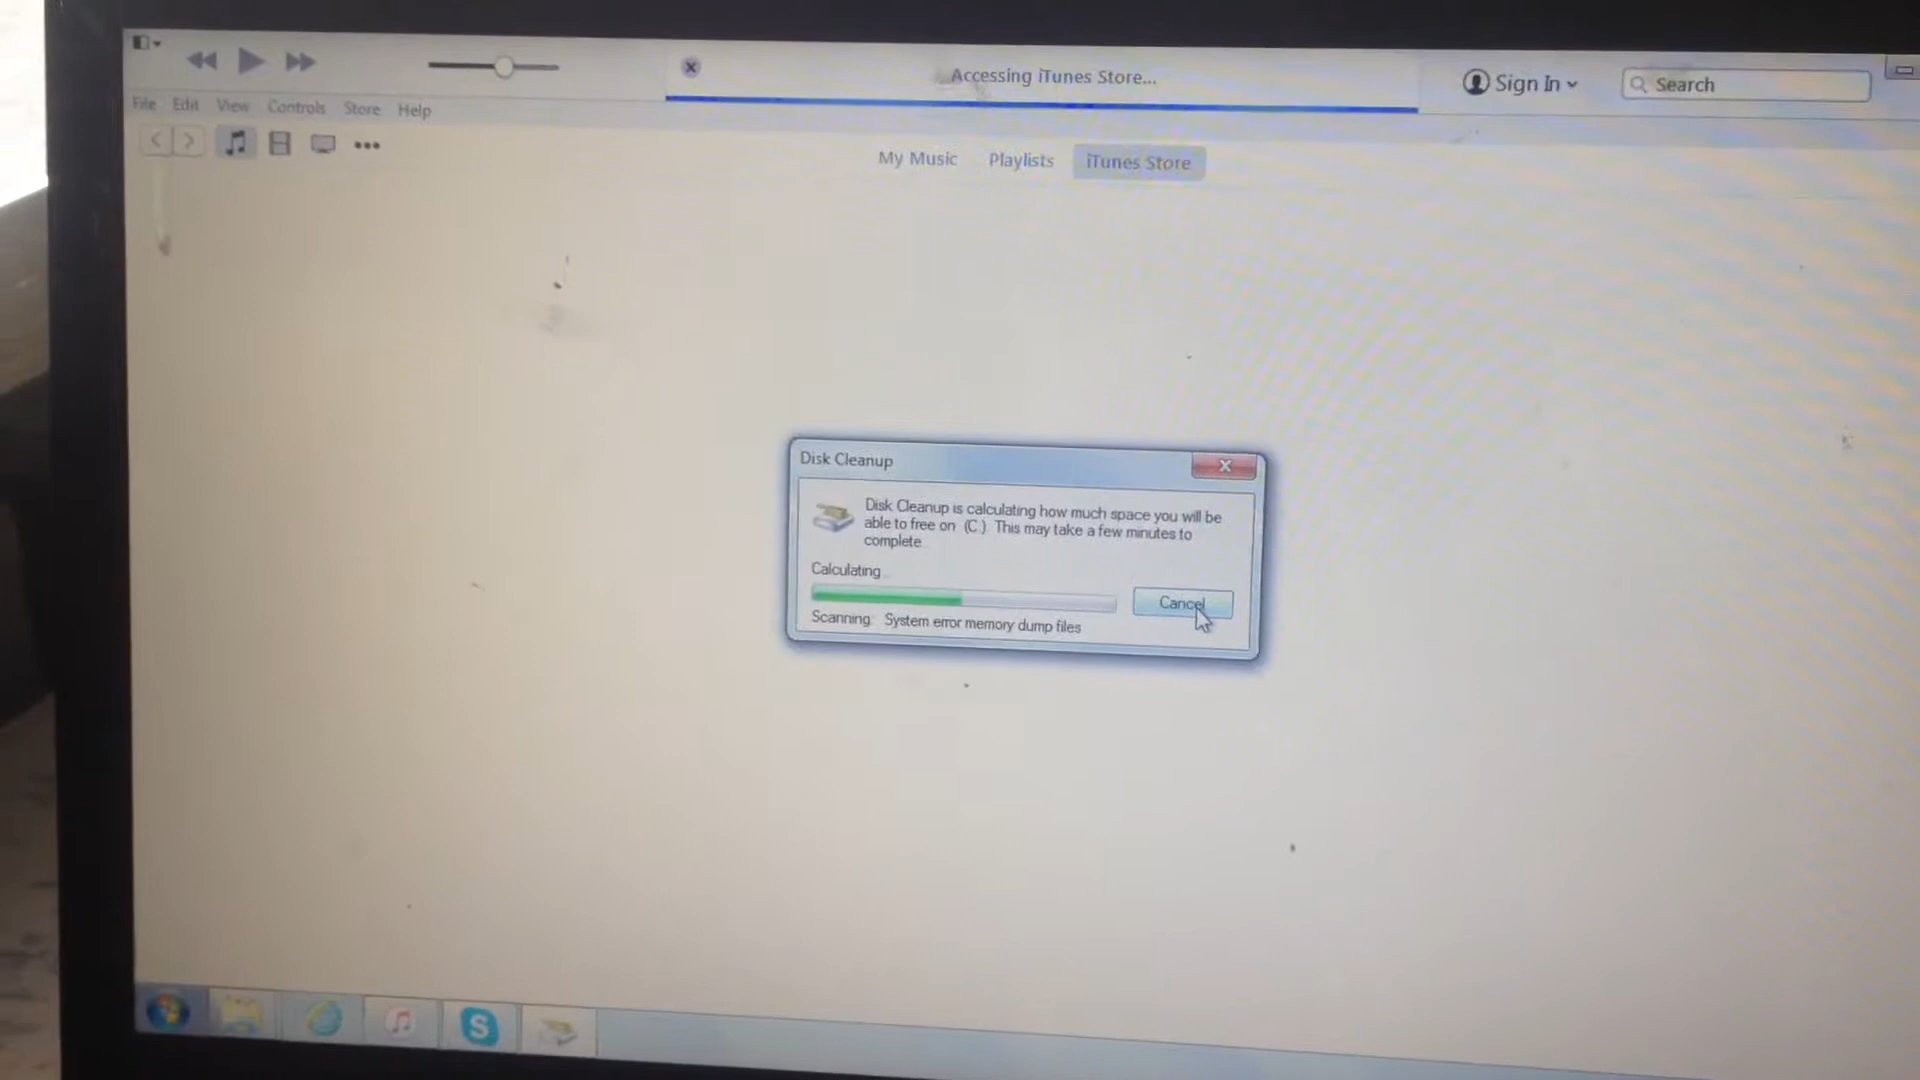 Accessing iTunes Store...
Sign In
Search
File Edit View Controls Store Help
My Music Playlists iTunes Store
Disk Cleanup
Disk Cleanup is calculating how much space you will be
able to free on (C:). This may take a few minutes to
complete.
Calculating...
Cancel
Scanning: System error memory dump files